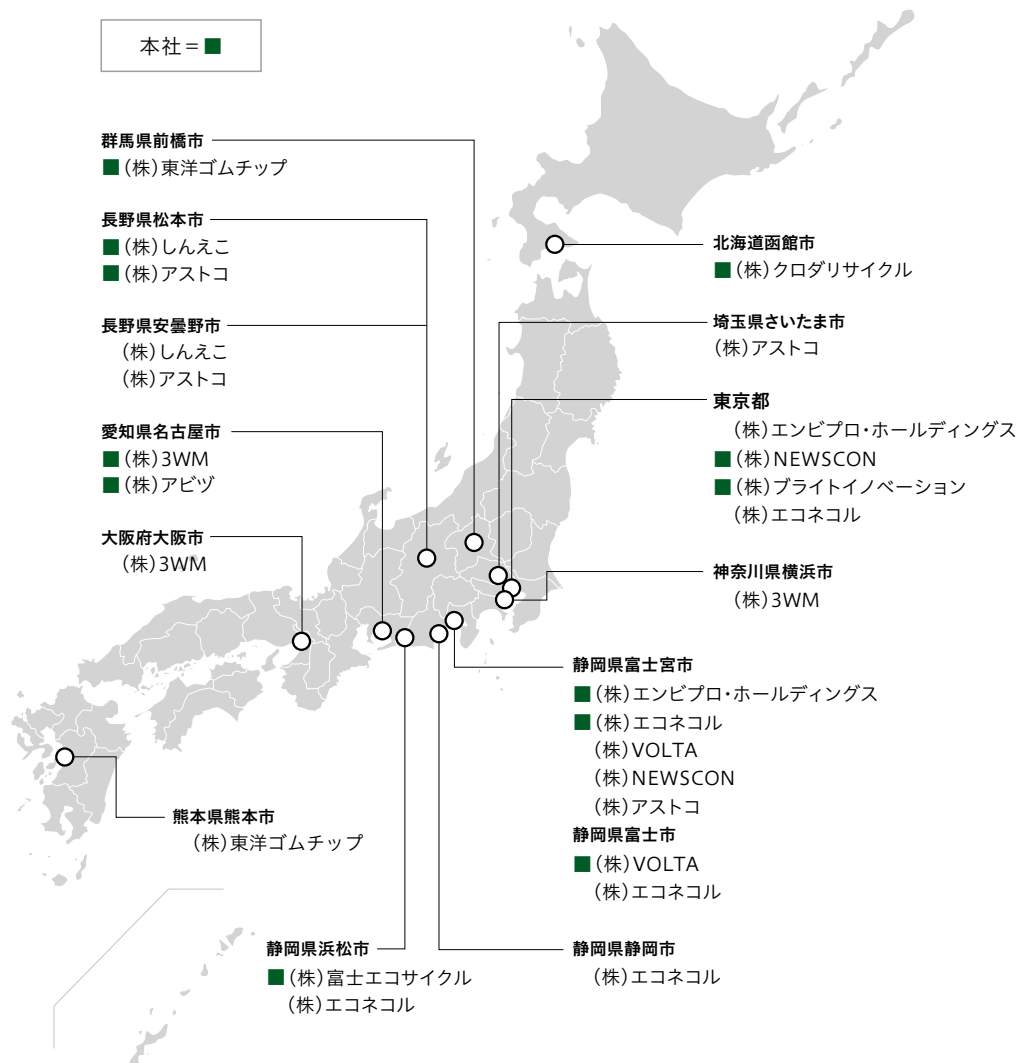 本社＝■
群馬県前橋市
■（株）東洋ゴムチップ
長野県松本市
■（株）しんえこ
■（株）アストコ
長野県安曇野市
（株）しんえこ
（株）アストコ
愛知県名古屋市
■（株）3WM
■（株）アビヅ
大阪府大阪市
（株）3WM
熊本県熊本市
（株）東洋ゴムチップ
静岡県浜松市
■（株）富士エコサイクル
（株）エコネコル
北海道函館市
■（株）クロダリサイクル
埼玉県さいたま市
（株）アストコ
東京都
（株）エンビプロ・ホールディングス
■（株）NEWSCON
■（株）ブライトイノベーション
（株）エコネコル
神奈川県横浜市
（株）3WM
静岡県富士宮市
■（株）エンビプロ・ホールディングス
■（株）エコネコル
（株）VOLTA
（株）NEWSCON
（株）アストコ
静岡県富士市
■（株）VOLTA
（株）エコネコル
静岡県静岡市
（株）エコネコル